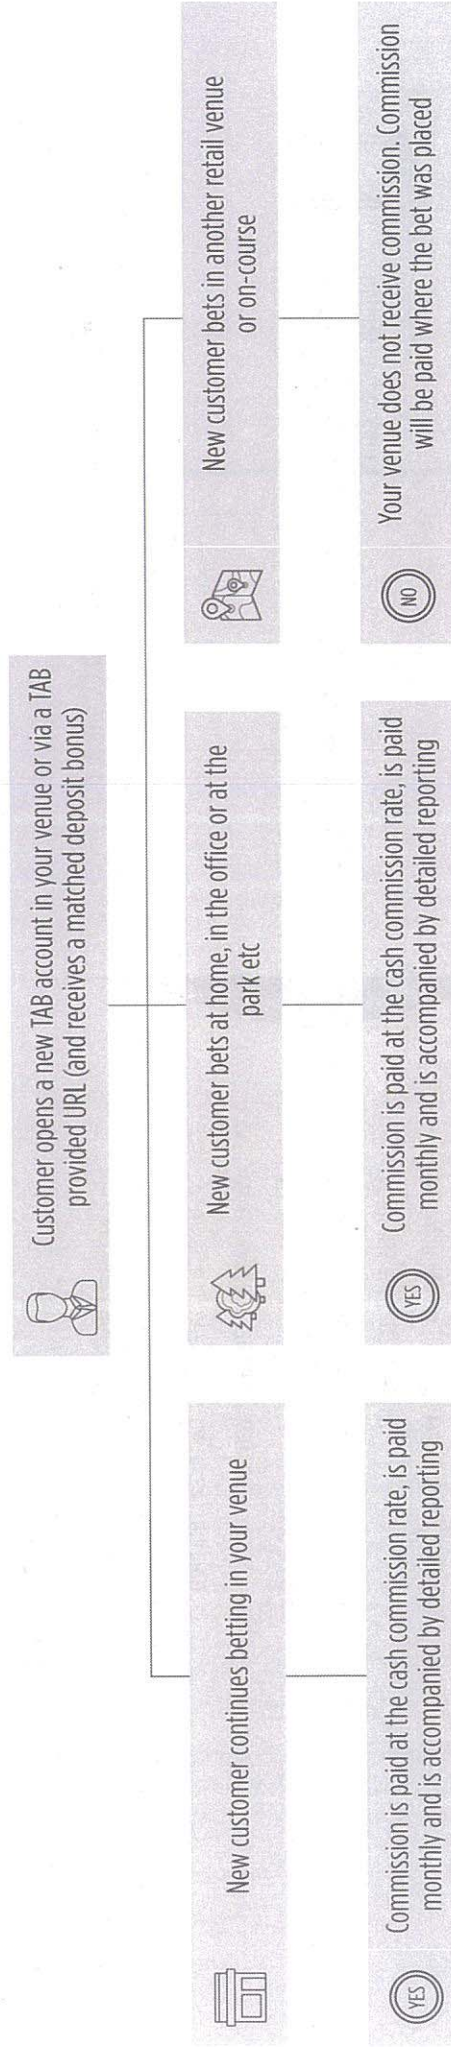 Customer opens a new TAB account in your venue or via a TAB
provided URL (and receives a matched deposit bonus)
New customer continues betting in your venue
New customer bets at home, in the office or at the
park etc
New customer bets in another retail venue
or on-course
YES
Commission is paid at the cash commission rate, is paid
monthly and is accompanied by detailed reporting
YES
Commission is paid at the cash commission rate, is paid
monthly and is accompanied by detailed reporting
NO
Your venue does not receive commission. Commission
will be paid where the bet was placed